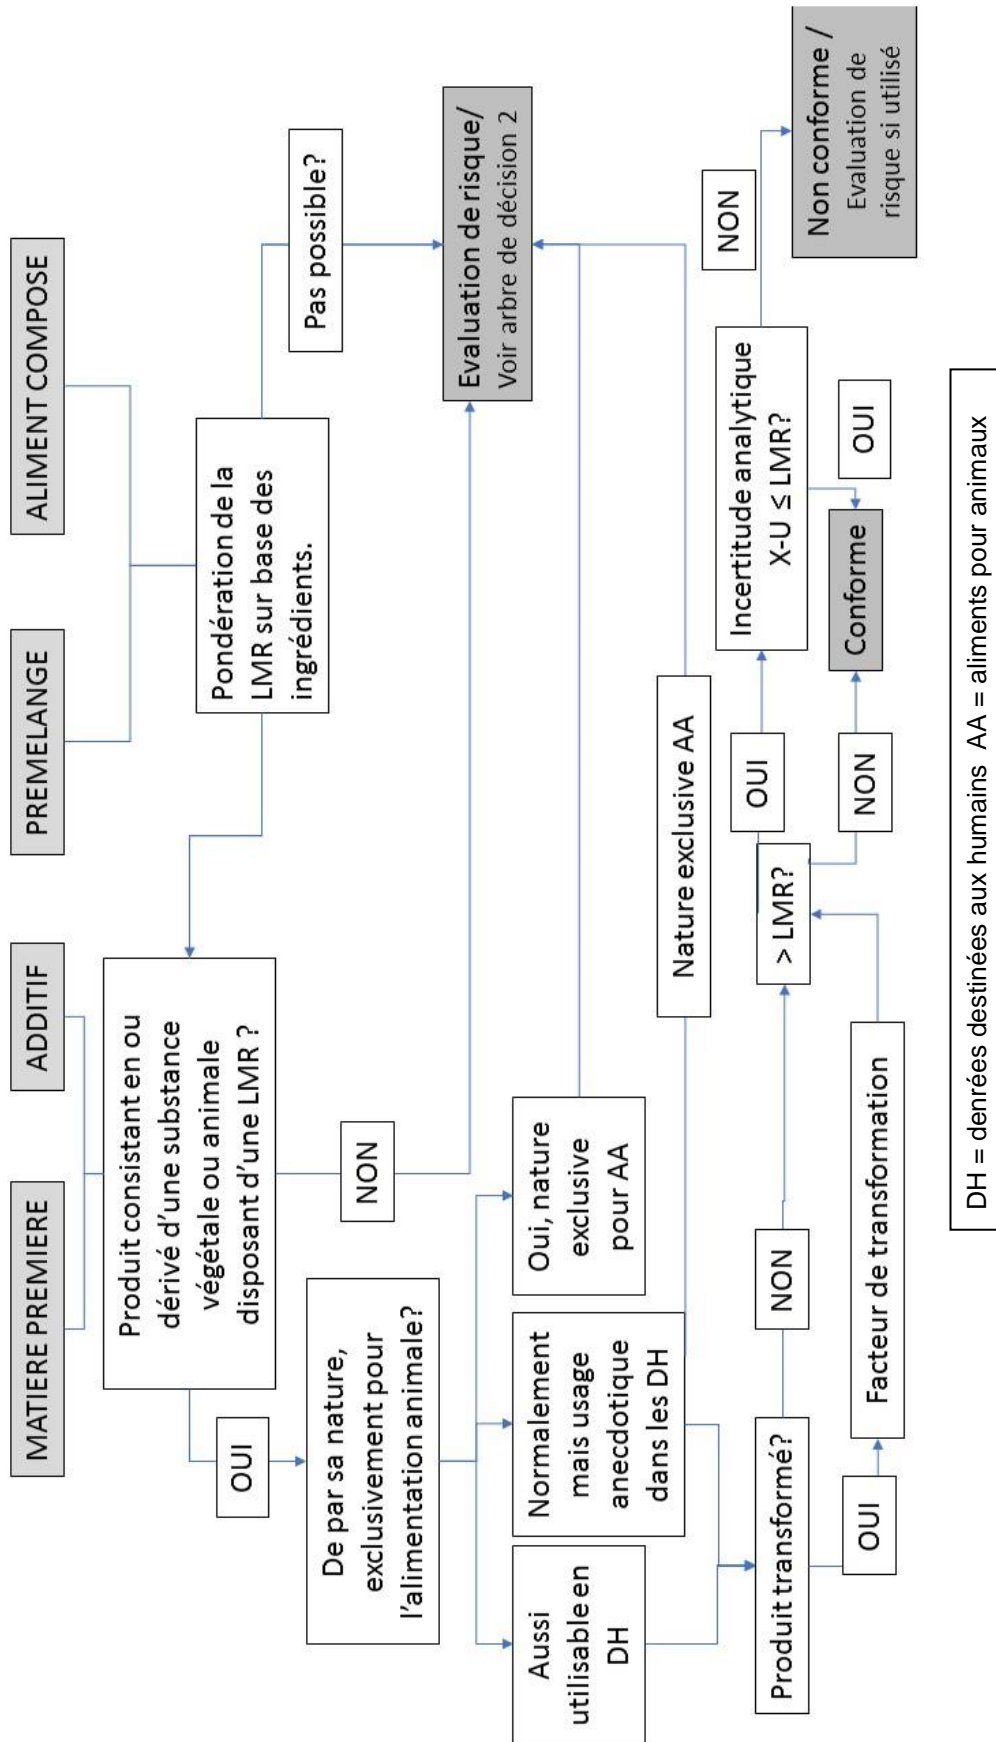 MATIERE PREMIERE
ADDITIF
PREMELANGE
ALIMENT COMPOSE
Produit consistant en ou
dérivé d'une substance
végétale ou animale
disposant d'une LMR ?
Pondération de la
LMR sur base des
ingrédients.
Pas possible?
OUI
NON
De par sa nature,
exclusivement pour
l'alimentation animale?
Evaluation de risque/
Voir arbre de décision 2
Aussi
utilisable en
DH
Normalement
mais usage
anecdotique
dans les DH
Oui, nature
exclusive
pour AA
Nature exclusive AA
Produit transformé?
NON
> LMR?
OUI
Incertitude analytique
X-U ≤ LMR?
NON
OUI
Facteur de transformation
NON
Conforme
OUI
Non conforme /
Evaluation de
risque si utilisé
DH = denrées destinées aux humains AA = aliments pour animaux